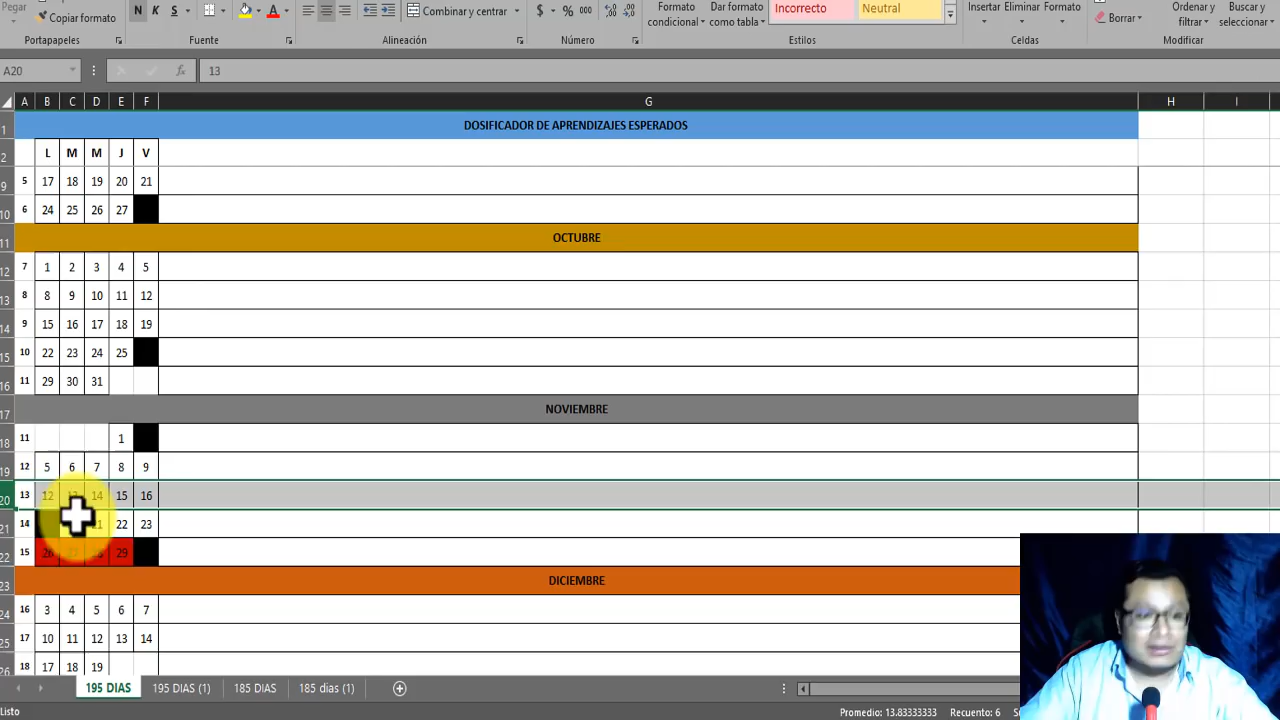 Pegar
Copiar formato
N K S A
Combinar y centrar
$ % 000
Formato condicional
Dar formato como tabla
Incorrecto
Neutral
Insertar Eliminar Formato
Borrar
Ordenar y filtrar
Buscar y seleccionar
Portapapeles Fuente Alineación Número Estilos Celdas Modificar
A20 fx 13
A B C D E F G H I
1 DOSIFICADOR DE APRENDIZAJES ESPERADOS
2 L M M J V
9 5 17 18 19 20 21
10 6 24 25 26 27
11 OCTUBRE
12 7 1 2 3 4 5
13 8 8 9 10 11 12
14 9 15 16 17 18 19
15 10 22 23 24 25
16 11 29 30 31
17 NOVIEMBRE
18 11 1
19 12 5 6 7 8 9
20 13 12 13 14 15 16
21 14 22 23
22 15 26 29
23 DICIEMBRE
24 16 3 4 5 6 7
25 17 10 11 12 13 14
26 18 17 18 19
195 DIAS 195 DIAS (1) 185 DIAS 185 dias (1)
Listo Promedio: 13.83333333 Recuento: 6